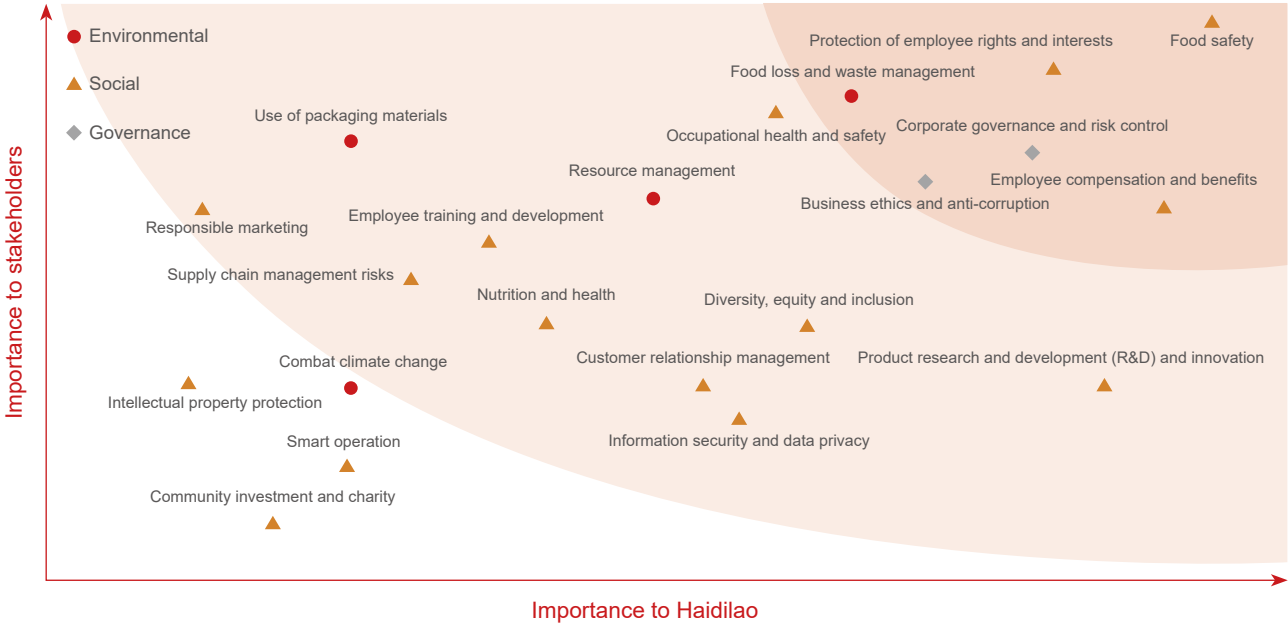 Environmental
Social
Governance
Protection of employee rights and interests
Food safety
Food loss and waste management
Use of packaging materials
Occupational health and safety
Corporate governance and risk control
Resource management
Employee compensation and benefits
Business ethics and anti-corruption
Responsible marketing
Employee training and development
Supply chain management risks
Nutrition and health
Diversity, equity and inclusion
Combat climate change
Customer relationship management
Product research and development (R&D) and innovation
Intellectual property protection
Smart operation
Information security and data privacy
Community investment and charity
Importance to stakeholders
Importance to Haidilao